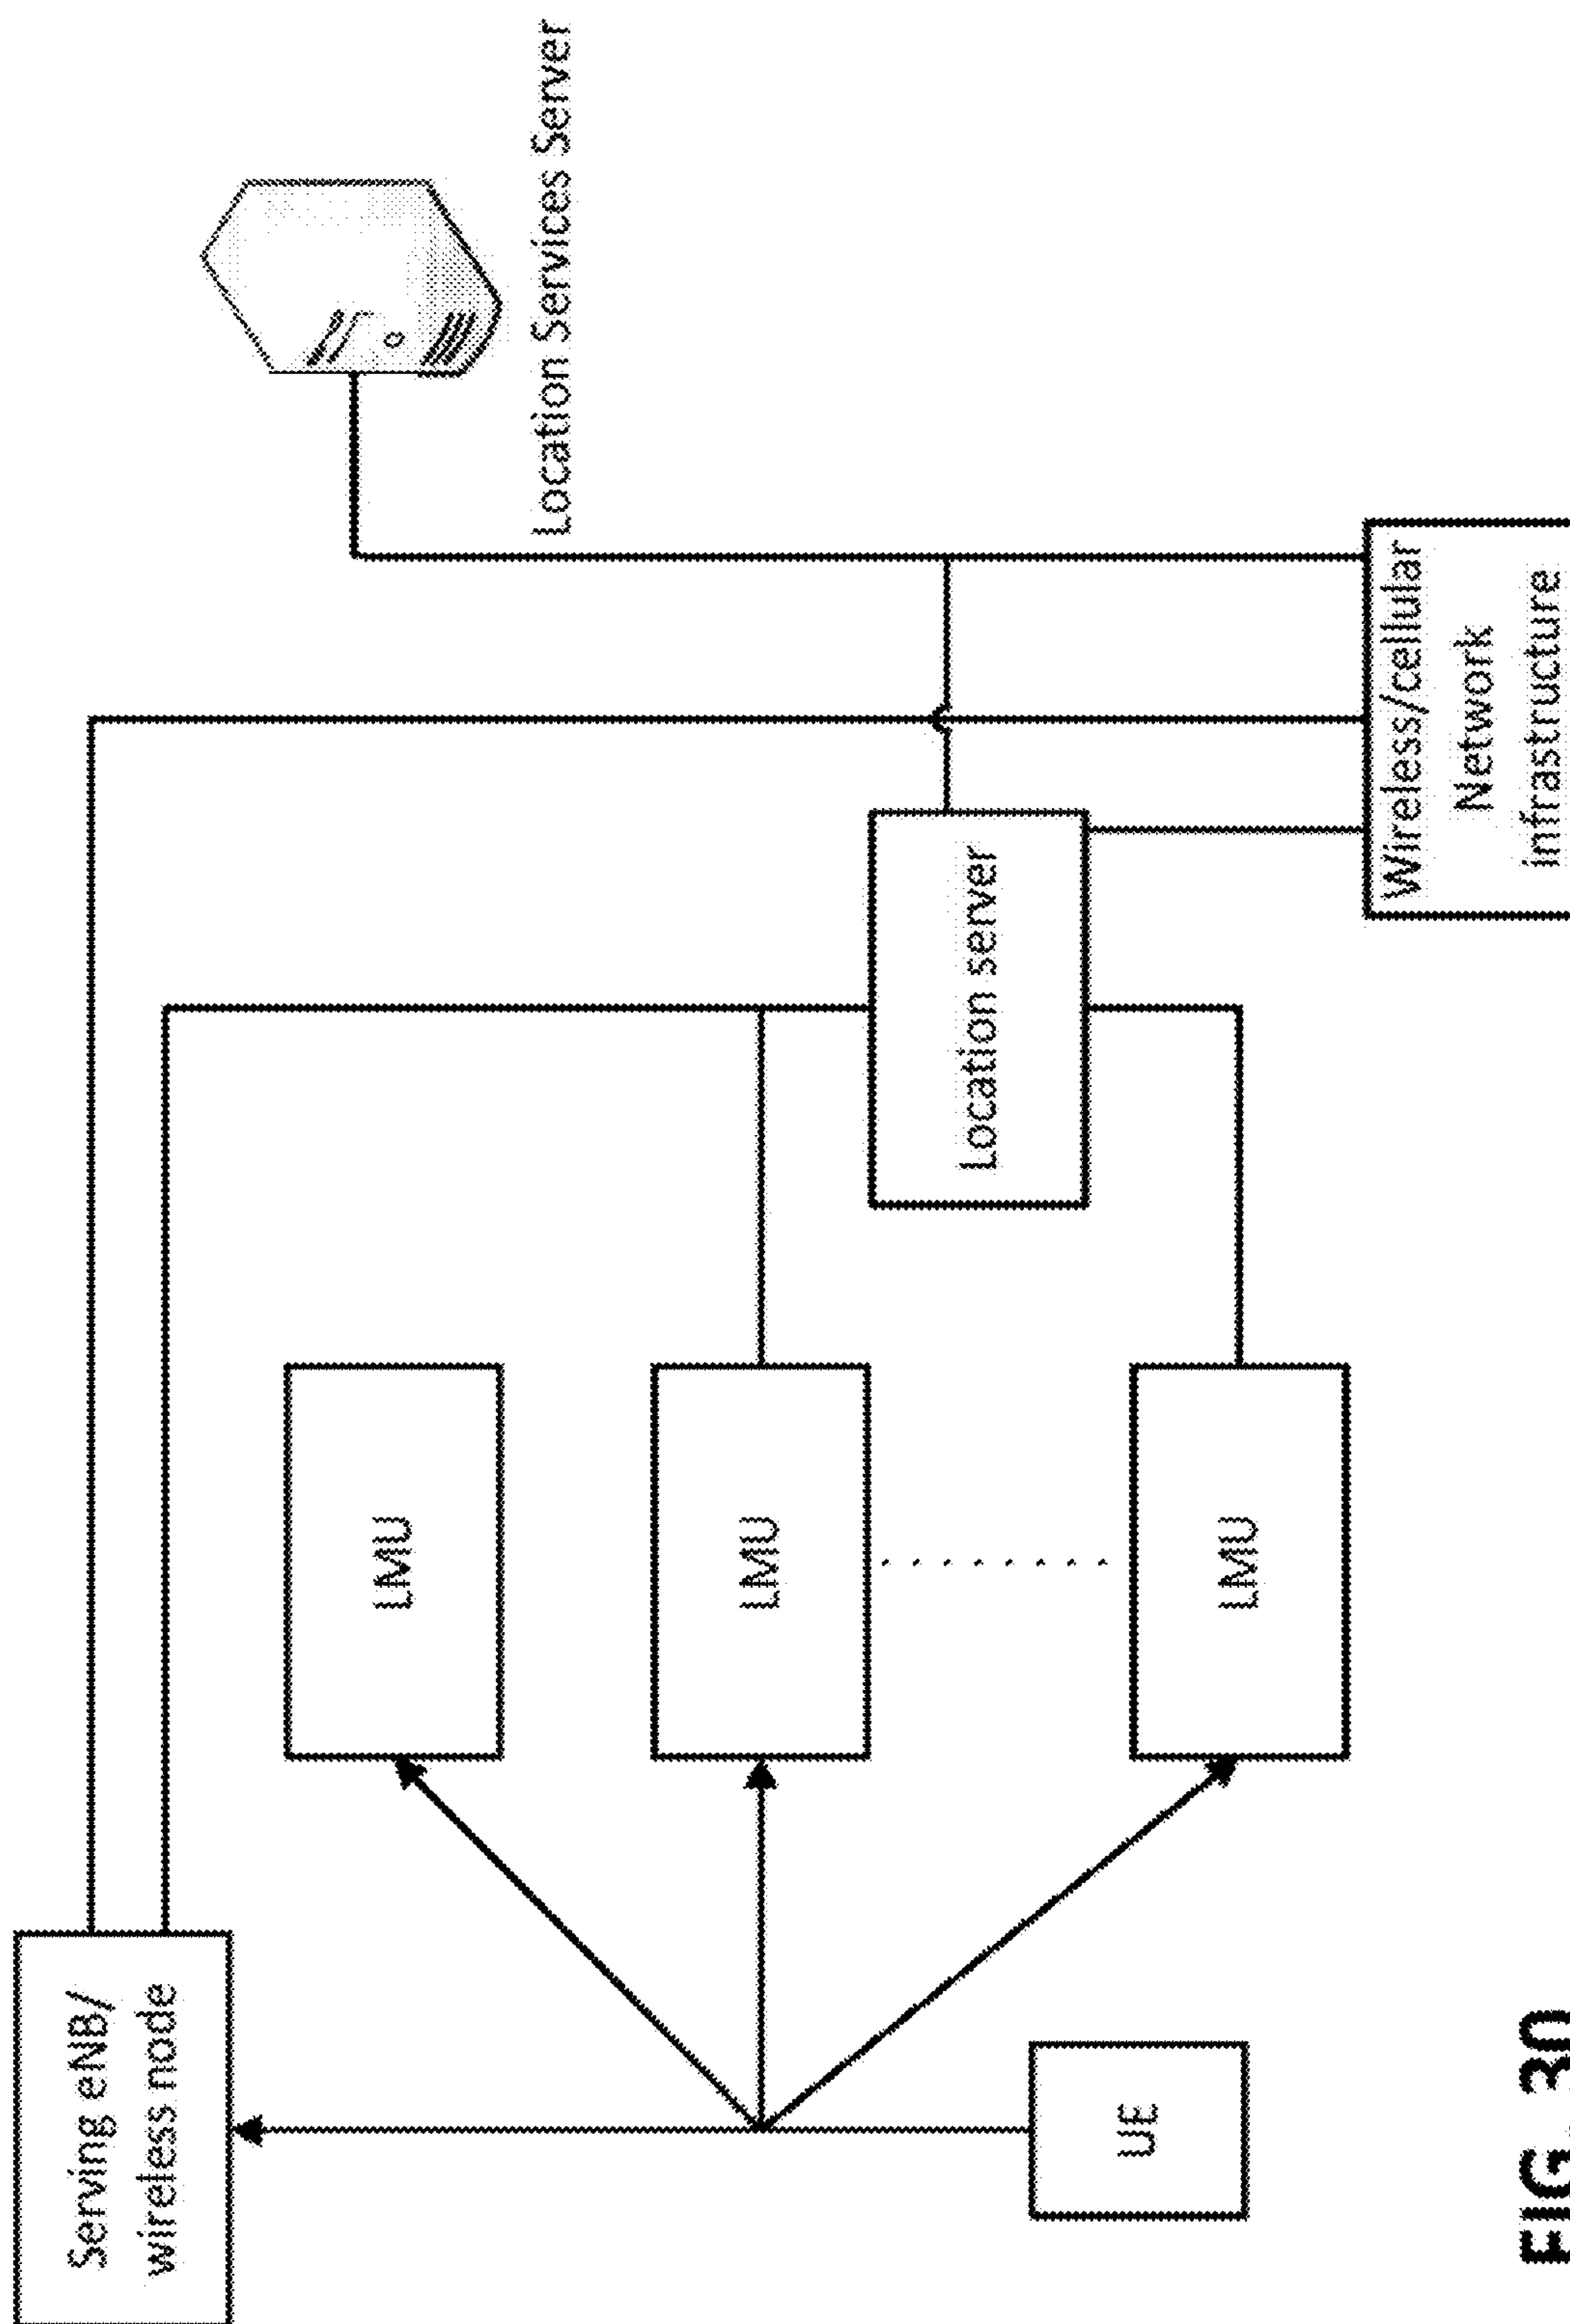 Serving eNB/
wireless node
UE
LMU
LMU
LMU
Location server
Wireless/cellular
Network
infrastructure
Location Services Server
FIG. 30